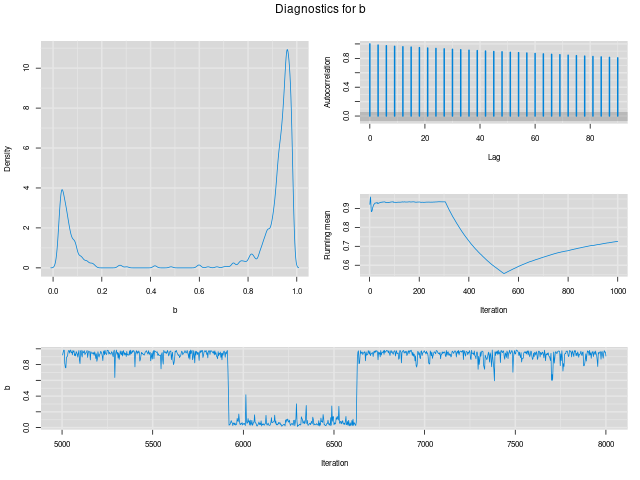 Diagnostics for b
Density
0 2 4 6 8 10
0.0 0.2 0.4 0.6 0.8 1.0
b
Autocorrelation
0.0 0.4 0.8
0 20 40 60 80
Lag
Running mean
0.6 0.7 0.8 0.9
0 200 400 600 800 1000
Iteration
b
0.0 0.4 0.8
5000 5500 6000 6500 7000 7500 8000
Iteration